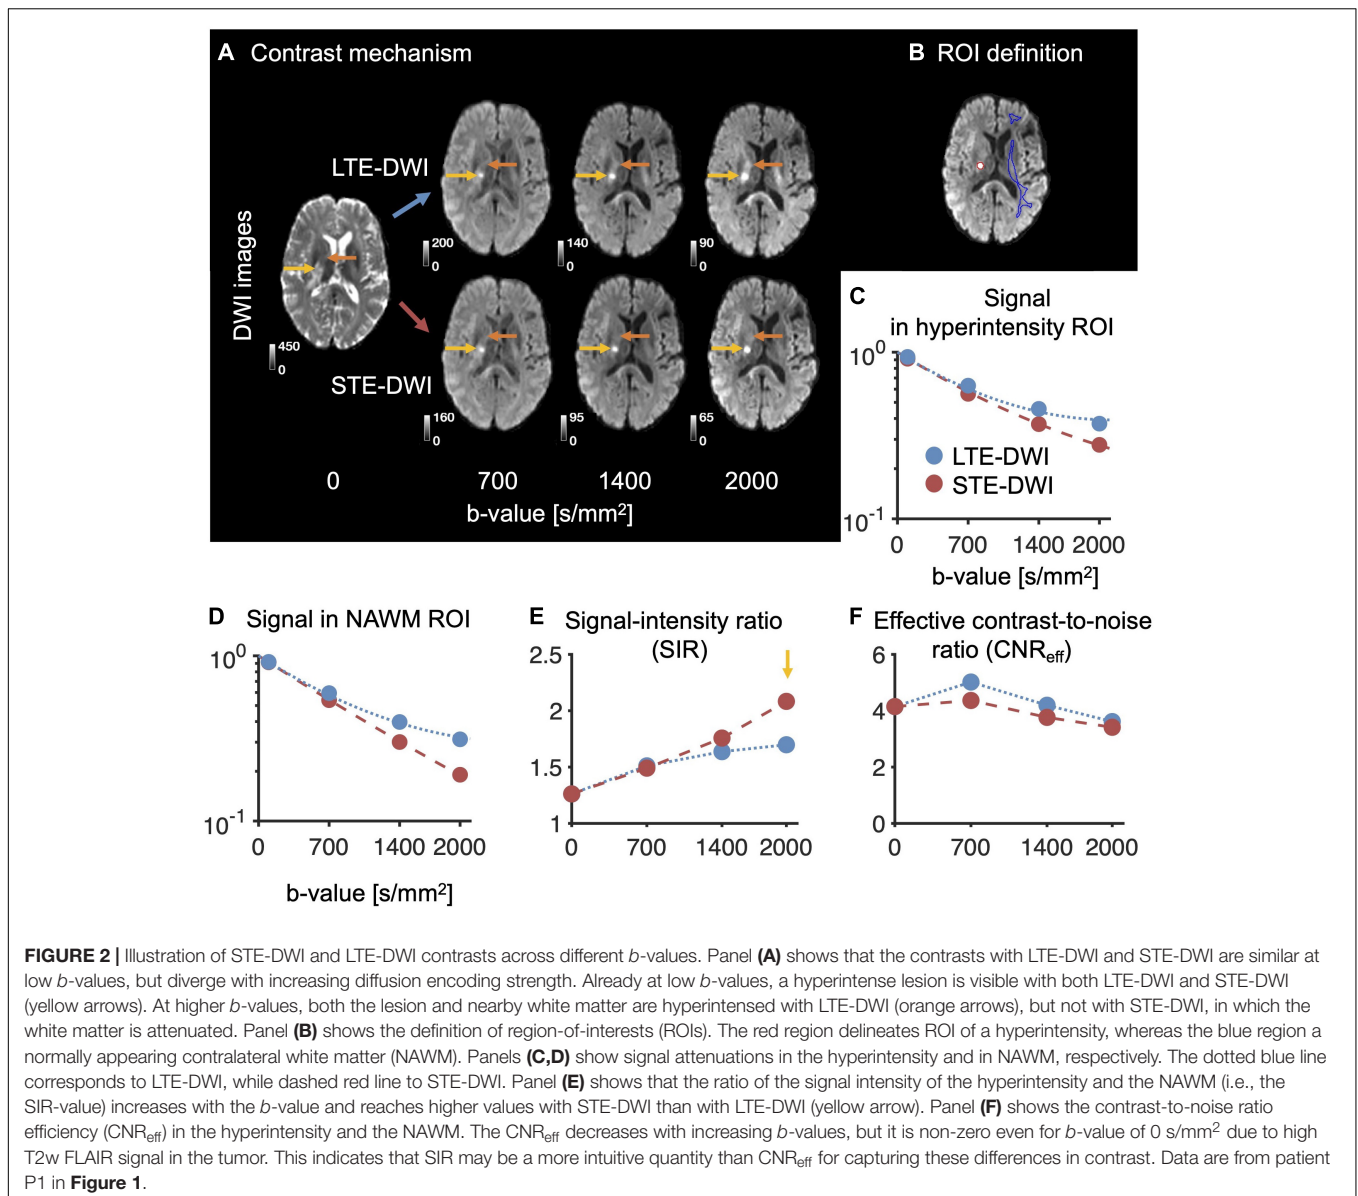 A Contrast mechanism
B ROI definition
LTE-DWI
DWI images
200
0
140
0
90
0
450
0
STE-DWI
160
0
95
0
65
0
0 700 1400 2000
b-value [s/mm²]
C Signal
in hyperintensity ROI
10⁰
LTE-DWI
STE-DWI
10⁻¹
0 700 1400 2000
b-value [s/mm²]
D Signal in NAWM ROI
10⁰
10⁻¹
0 700 1400 2000
b-value [s/mm²]
E Signal-intensity ratio
(SIR)
2.5
2
1.5
1
0 700 1400 2000
F Effective contrast-to-noise
ratio (CNReff)
6
4
2
0
0 700 1400 2000
FIGURE 2 | Illustration of STE-DWI and LTE-DWI contrasts across different b-values. Panel (A) shows that the contrasts with LTE-DWI and STE-DWI are similar at
low b-values, but diverge with increasing diffusion encoding strength. Already at low b-values, a hyperintense lesion is visible with both LTE-DWI and STE-DWI
(yellow arrows). At higher b-values, both the lesion and nearby white matter are hyperintensed with LTE-DWI (orange arrows), but not with STE-DWI, in which the
white matter is attenuated. Panel (B) shows the definition of region-of-interests (ROIs). The red region delineates ROI of a hyperintensity, whereas the blue region a
normally appearing contralateral white matter (NAWM). Panels (C,D) show signal attenuations in the hyperintensity and in NAWM, respectively. The dotted blue line
corresponds to LTE-DWI, while dashed red line to STE-DWI. Panel (E) shows that the ratio of the signal intensity of the hyperintensity and the NAWM (i.e., the
SIR-value) increases with the b-value and reaches higher values with STE-DWI than with LTE-DWI (yellow arrow). Panel (F) shows the contrast-to-noise ratio
efficiency (CNReff) in the hyperintensity and the NAWM. The CNReff decreases with increasing b-values, but it is non-zero even for b-value of 0 s/mm² due to high
T2w FLAIR signal in the tumor. This indicates that SIR may be a more intuitive quantity than CNReff for capturing these differences in contrast. Data are from patient
P1 in Figure 1.